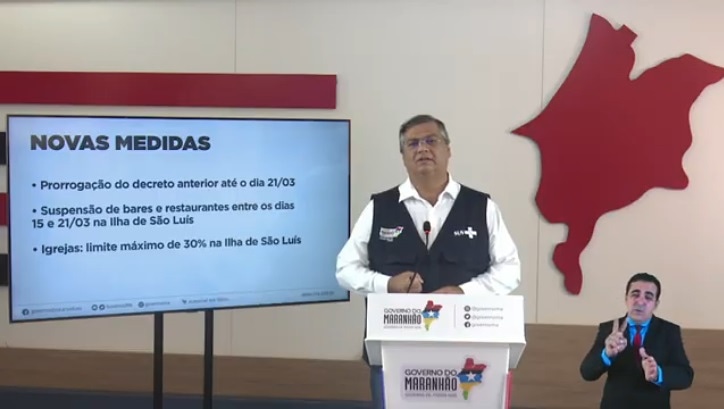 NOVAS MEDIDAS
• Prorrogação do decreto anterior até o dia 21/03
• Suspensão de bares e restaurantes entre os dias
15 e 21/03 na Ilha de São Luís
• Igrejas: limite máximo de 30% na Ilha de São Luís
SUS
GOVERNO DO
MARANHÃO
GOVERNO DO
MARANHÃO